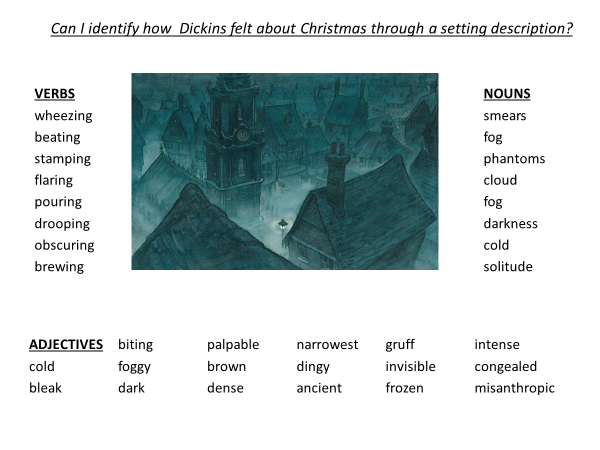 Can I identify how  Dickins felt about Christmas through a setting description?
VERBS
wheezing
beating
stamping
flaring
pouring
drooping
obscuring
brewing
NOUNS
smears
fog
phantoms
cloud
fog
darkness
cold
solitude
ADJECTIVES biting palpable narrowest gruff intense
cold foggy brown dingy invisible congealed
bleak dark dense ancient frozen misanthropic